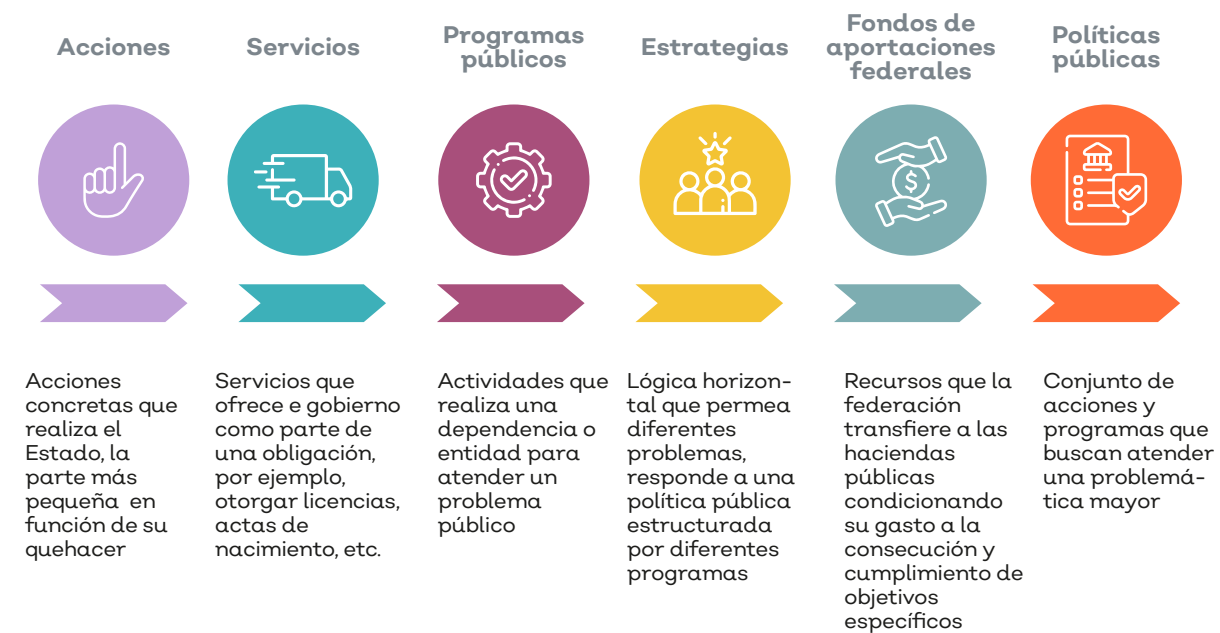 Acciones
Servicios
Programas
públicos
Estrategias
Fondos de
aportaciones
federales
Políticas
públicas
$
Acciones
concretas que
realiza el
Estado, la
parte más
pequeña en
función de su
quehacer
Servicios que
ofrece e gobierno
como parte de
una obligación,
por ejemplo,
otorgar licencias,
actas de
nacimiento, etc.
Actividades que
realiza una
dependencia o
entidad para
atender un
problema
público
Lógica horizon-
tal que permea
diferentes
problemas,
responde a una
política pública
estructurada
por diferentes
programas
Recursos que la
federación
transfiere a las
haciendas
públicas
condicionando
su gasto a la
consecución y
cumplimiento de
objetivos
específicos
Conjunto de
acciones y
programas que
buscan atender
una problemá-
tica mayor